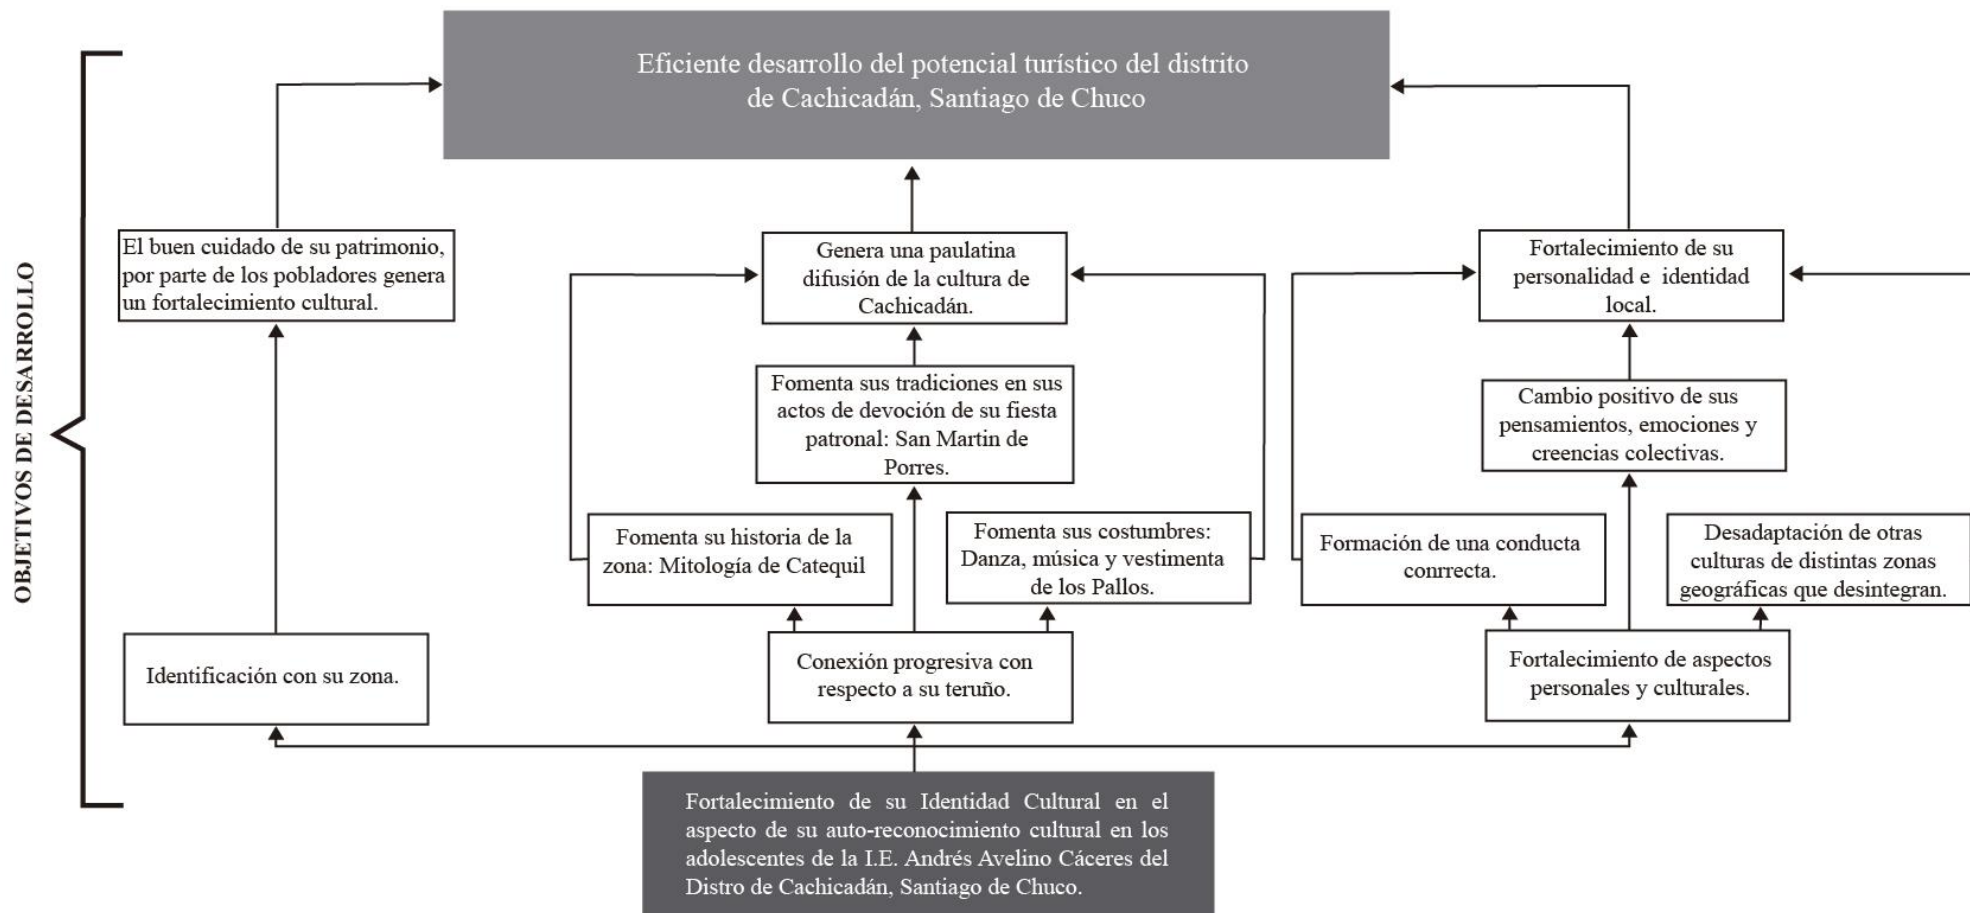 OBJETIVOS DE DESARROLLO
Eficiente desarrollo del potencial turístico del distrito
de Cachicadán, Santiago de Chuco
El buen cuidado de su patrimonio,
por parte de los pobladores genera
un fortalecimiento cultural.
Genera una paulatina
difusión de la cultura de
Cachicadán.
Fortalecimiento de su
personalidad e identidad
local.
Fomenta sus tradiciones en sus
actos de devoción de su fiesta
patronal: San Martin de
Porres.
Cambio positivo de sus
pensamientos, emociones y
creencias colectivas.
Fomenta su historia de la
zona: Mitología de Catequil
Fomenta sus costumbres:
Danza, música y vestimenta
de los Pallos.
Formación de una conducta
conrrecta.
Desadaptación de otras
culturas de distintas zonas
geográficas que desintegran.
Identificación con su zona.
Conexión progresiva con
respecto a su teruño.
Fortalecimiento de aspectos
personales y culturales.
Fortalecimiento de su Identidad Cultural en el
aspecto de su auto-reconocimiento cultural en los
adolescentes de la I.E. Andrés Avelino Cáceres del
Distro de Cachicadán, Santiago de Chuco.